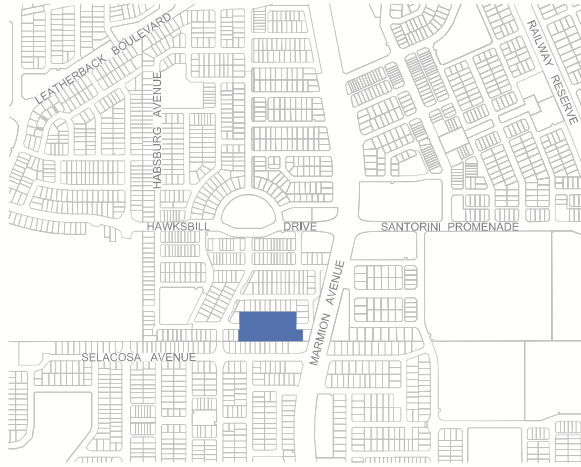 LEATHERBACK BOULEVARD
RAILWAY RESERVE
HABSBURG AVENUE
HAWKSBILL DRIVE
SANTORINI PROMENADE
MARMION AVENUE
SELACOSA AVENUE